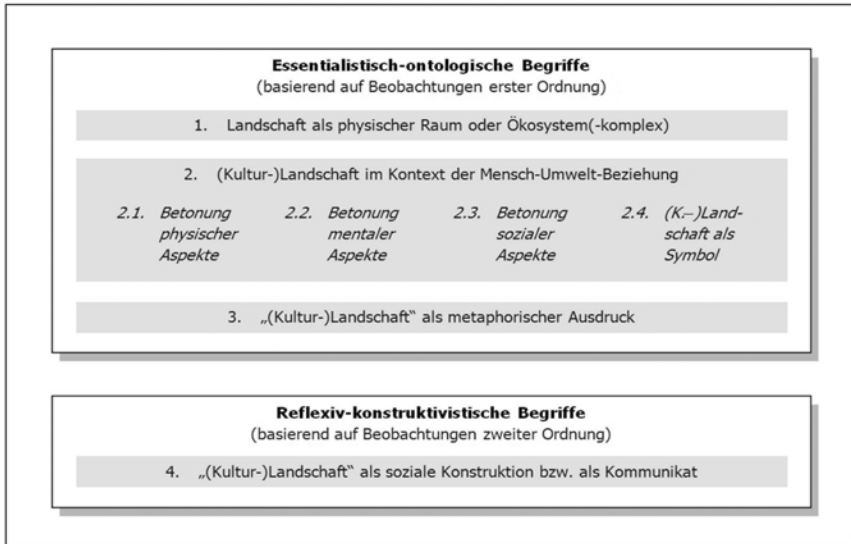 Essentialistisch-ontologische Begriffe
(basierend auf Beobachtungen erster Ordnung)
1. Landschaft als physischer Raum oder Ökosystem(-komplex)
2. (Kultur-)Landschaft im Kontext der Mensch-Umwelt-Beziehung
2.1. Betonung
physischer
Aspekte
2.2. Betonung
mentaler
Aspekte
2.3. Betonung
sozialer
Aspekte
2.4. (K.–)Land-
schaft als
Symbol
3. „(Kultur-)Landschaft“ als metaphorischer Ausdruck
Reflexiv-konstruktivistische Begriffe
(basierend auf Beobachtungen zweiter Ordnung)
4. „(Kultur-)Landschaft“ als soziale Konstruktion bzw. als Kommunikat